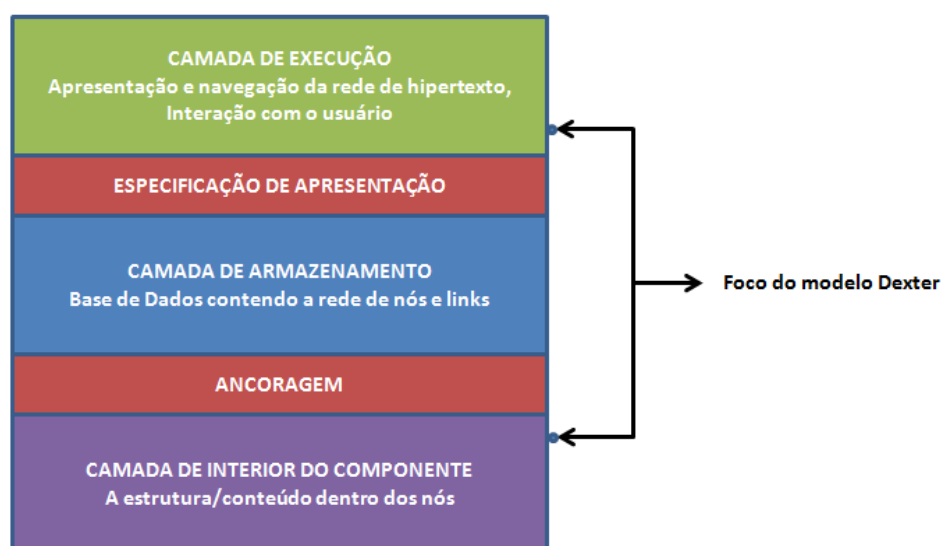 CAMADA DE EXECUÇÃO
Apresentação e navegação da rede de hipertexto,
Interação com o usuário
ESPECIFICAÇÃO DE APRESENTAÇÃO
CAMADA DE ARMAZENAMENTO
Base de Dados contendo a rede de nós e links
Foco do modelo Dexter
ANCORAGEM
CAMADA DE INTERIOR DO COMPONENTE
A estrutura/conteúdo dentro dos nós